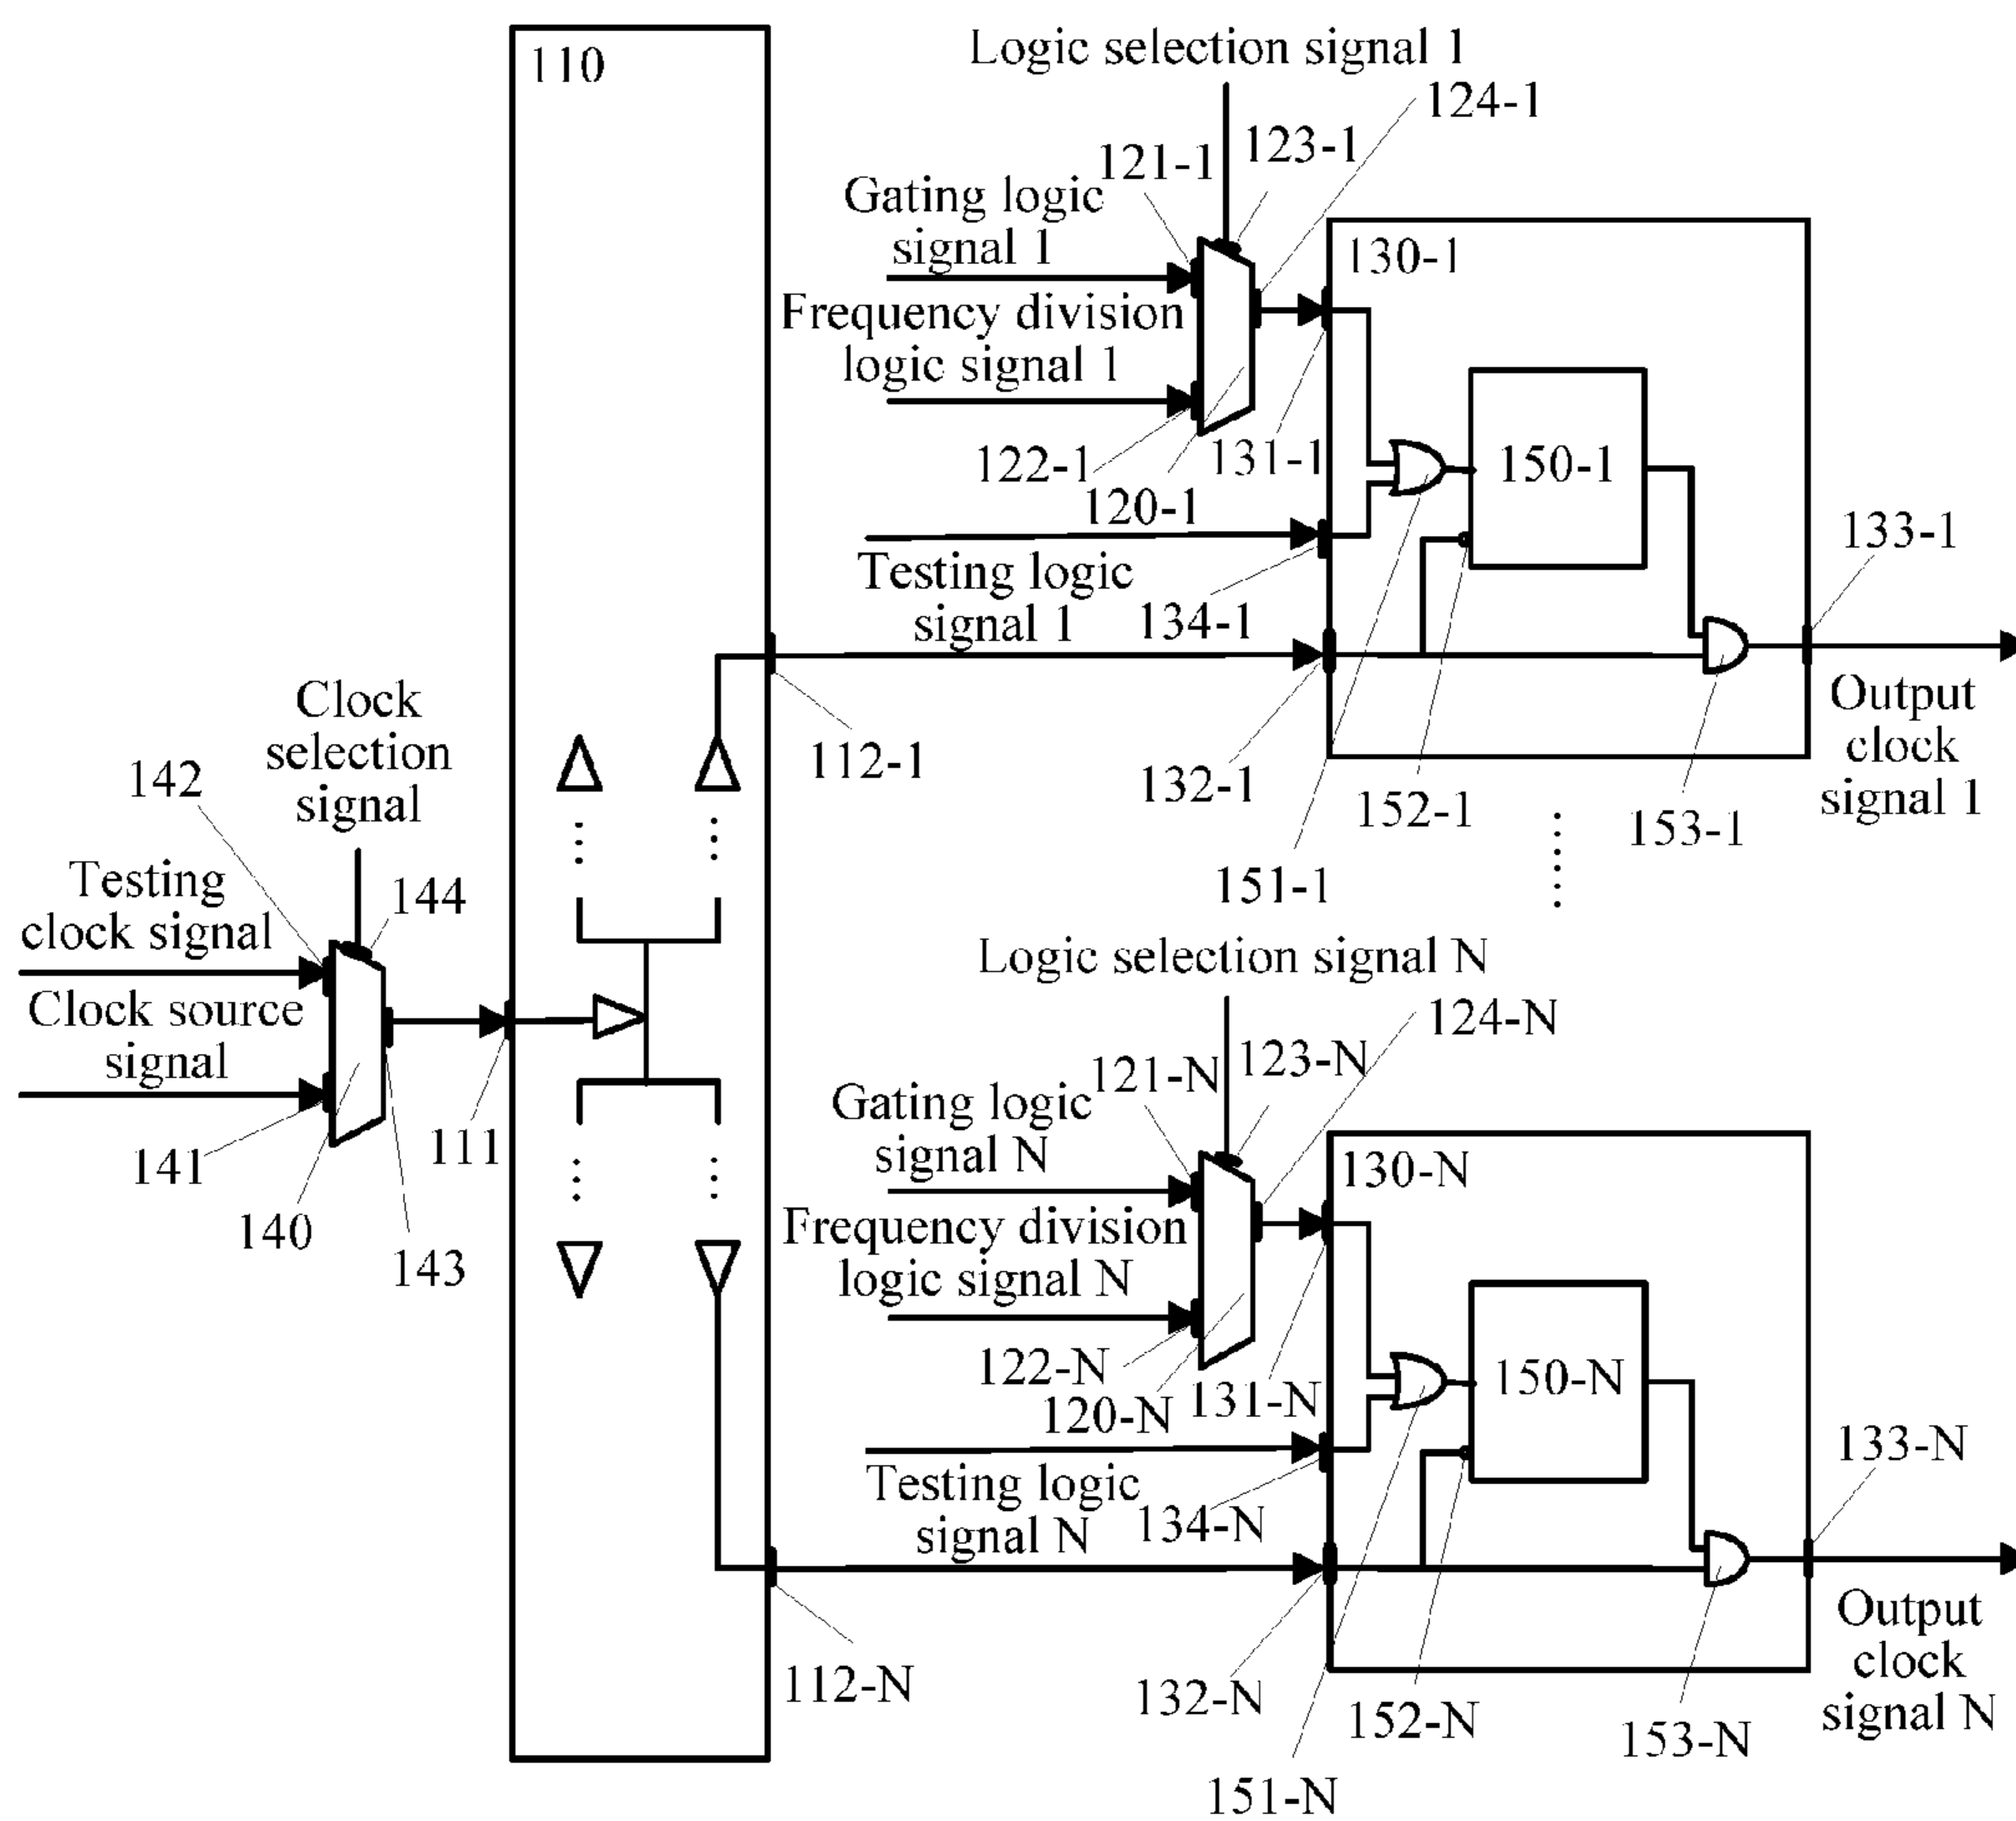 110
Logic selection signal 1
124-1
123-1
121-1
Gating logic
signal 1
130-1
Frequency division
logic signal 1
122-1
131-1
150-1
120-1
133-1
Testing logic
signal 1
134-1
Output
clock
signal 1
Clock
selection
signal
112-1
132-1
152-1
153-1
142
151-1
Testing
clock signal
144
Clock source
signal
141
140
111
143
Logic selection signal N
124-N
123-N
121-N
Gating logic
signal N
130-N
Frequency division
logic signal N
122-N
131-N
150-N
120-N
133-N
Testing logic
signal N
134-N
Output
clock
signal N
112-N
132-N
152-N
153-N
151-N